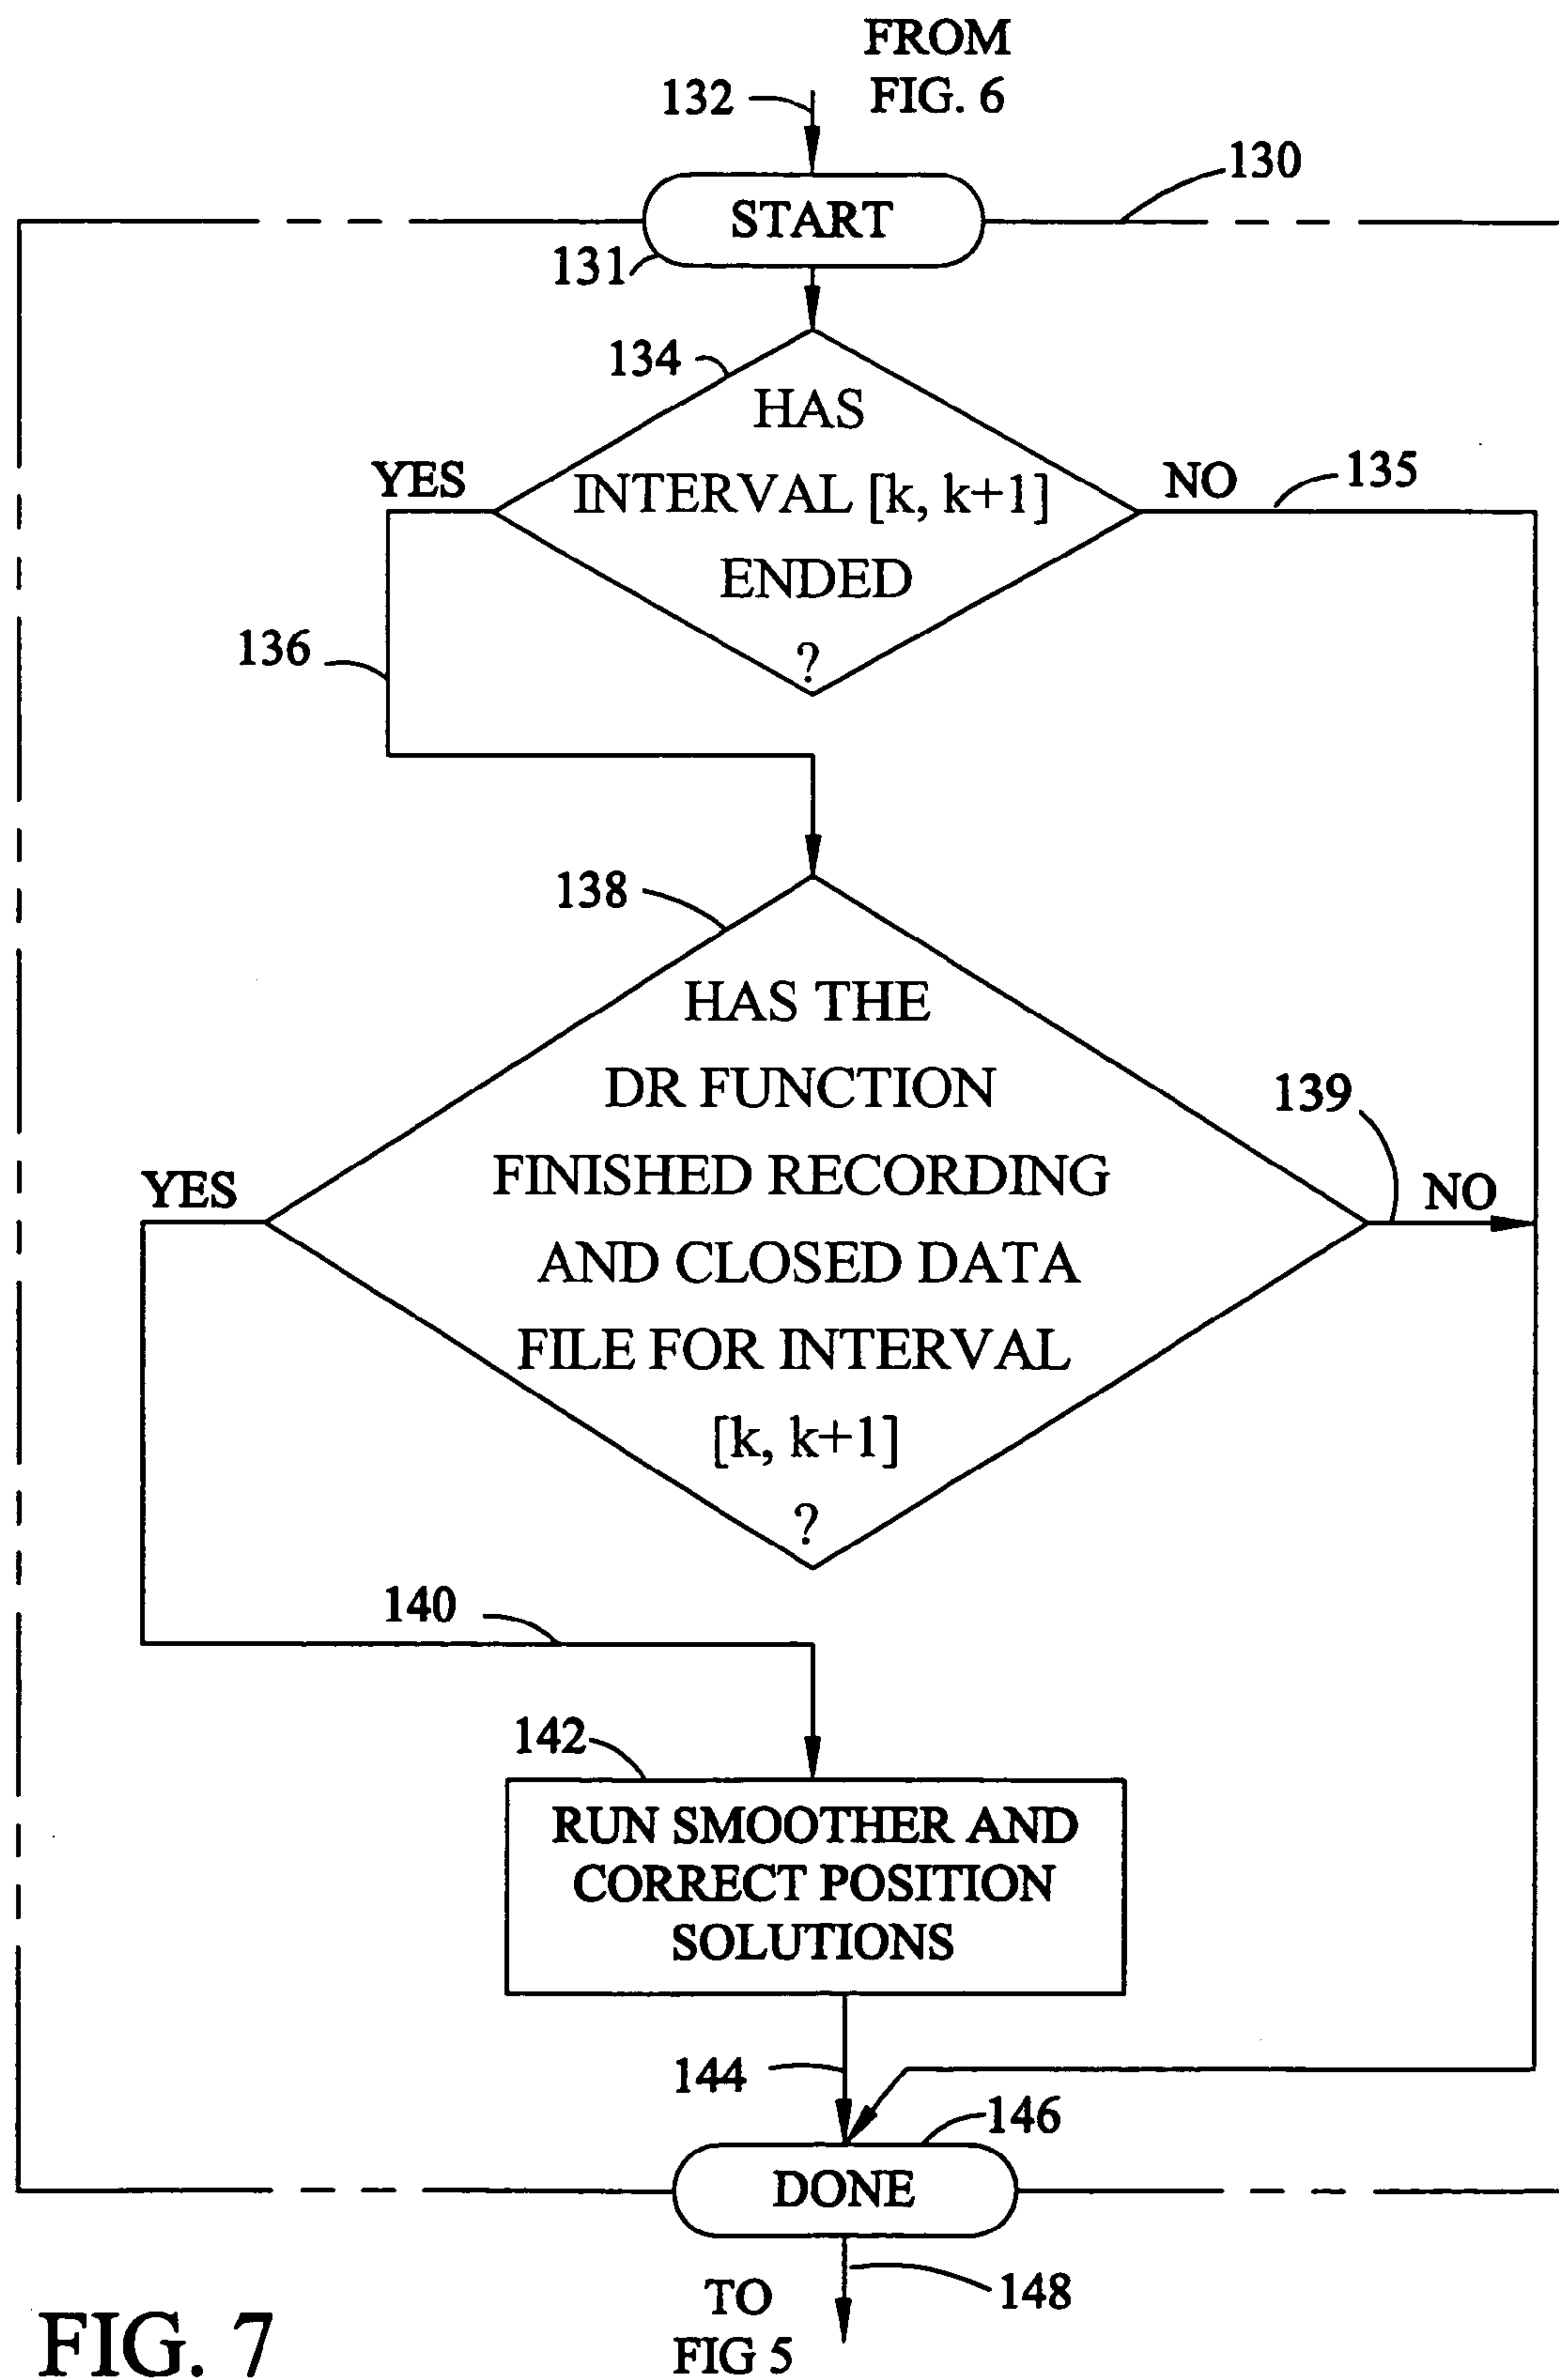 FROM
FIG. 6
132
130
START
131
134
HAS
INTERVAL [k, k+1]
ENDED
?
YES
NO
135
136
138
HAS THE
DR FUNCTION
FINISHED RECORDING
AND CLOSED DATA
FILE FOR INTERVAL
[k, k+1]
?
YES
139
NO
140
142
RUN SMOOTHER AND
CORRECT POSITION
SOLUTIONS
144
146
DONE
148
TO
FIG 5
FIG. 7